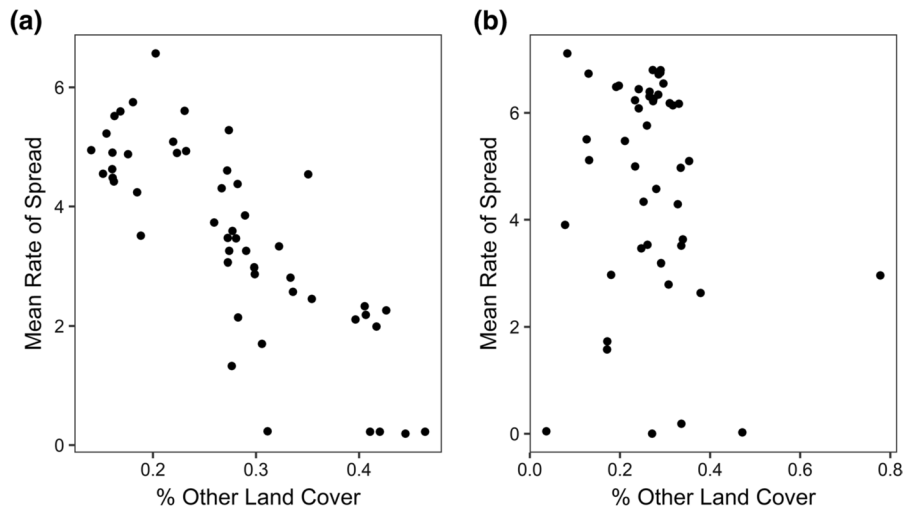 (a)
Mean Rate of Spread
6
4
2
0
0.2 0.3 0.4
% Other Land Cover
(b)
Mean Rate of Spread
6
4
2
0
0.0 0.2 0.4 0.6 0.8
% Other Land Cover